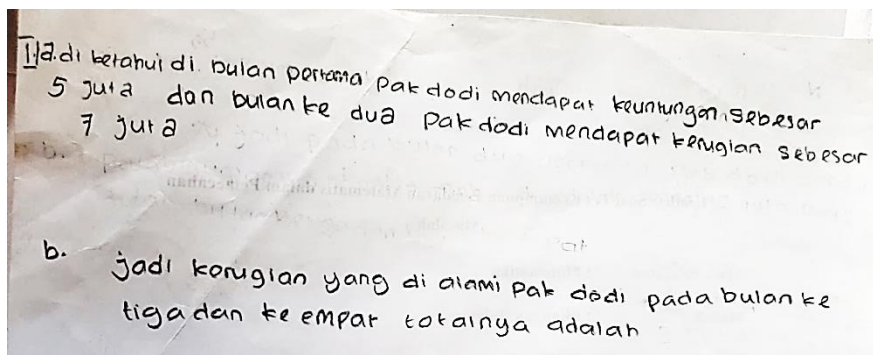 1.a. di ketahui di bulan pertama pak dodi mendapat keuntungan sebesar
5 juta dan bulan ke dua pak dodi mendapat kerugian sebesar
7 juta
b. jadi korugian yang di alami pak dodi pada bulan ke
tiga dan ke empat totalnya adalah